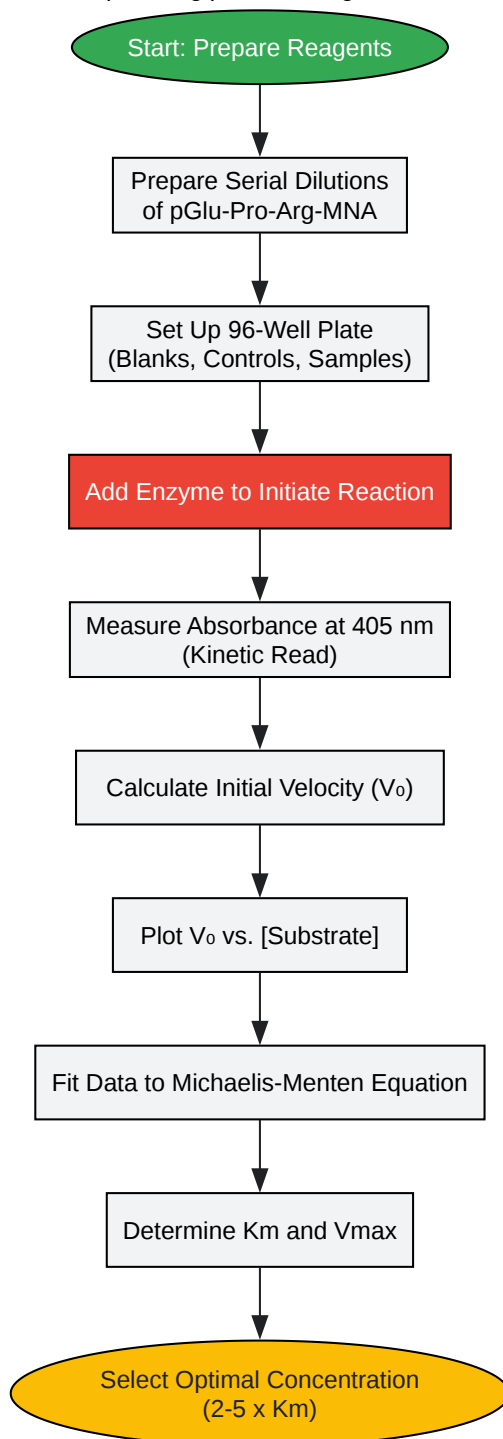 Start: Prepare Reagents
Prepare Serial Dilutions
of pGlu-Pro-Arg-MNA
Set Up 96-Well Plate
(Blanks, Controls, Samples)
Add Enzyme to Initiate Reaction
Measure Absorbance at 405 nm
(Kinetic Read)
Calculate Initial Velocity (V₀)
Plot V₀ vs. [Substrate]
Fit Data to Michaelis-Menten Equation
Determine Km and Vmax
Select Optimal Concentration
(2-5 x Km)